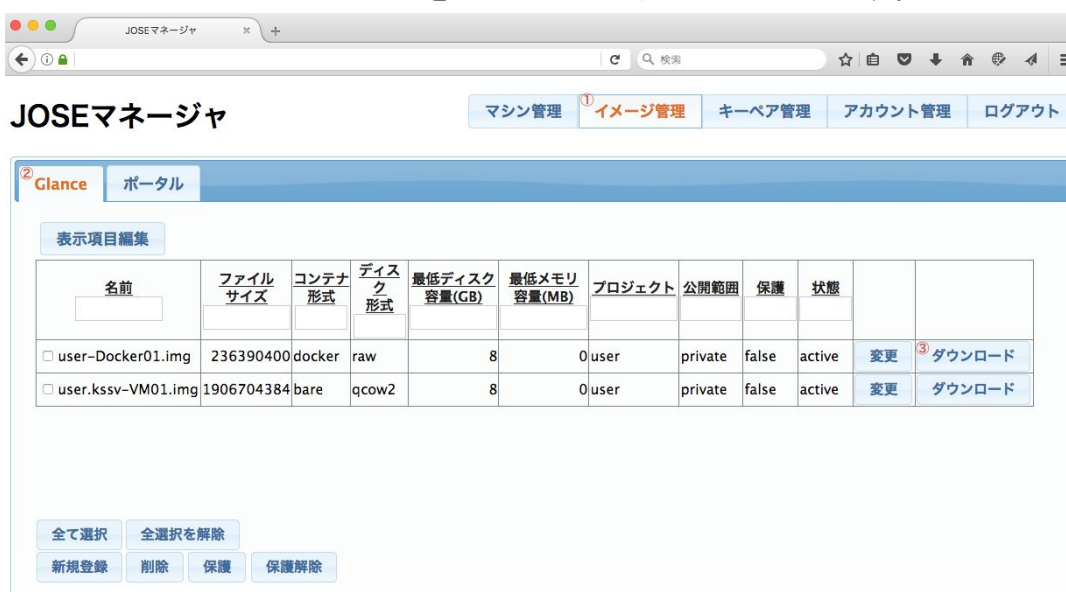 JOSEマネージャ
検索
JOSEマネージャ
マシン管理 ①イメージ管理 キーペア管理 アカウント管理 ログアウト
②Glance ポータル
表示項目編集
名前 ファイルサイズ コンテナ形式 ディスク形式 最低ディスク容量(GB) 最低メモリ容量(MB) プロジェクト 公開範囲 保護 状態
user-Docker01.img 236390400 docker raw 8 0 user private false active 変更 ③ダウンロード
user.kssv-VM01.img 1906704384 bare qcow2 8 0 user private false active 変更 ダウンロード
全て選択 全選択を解除
新規登録 削除 保護 保護解除